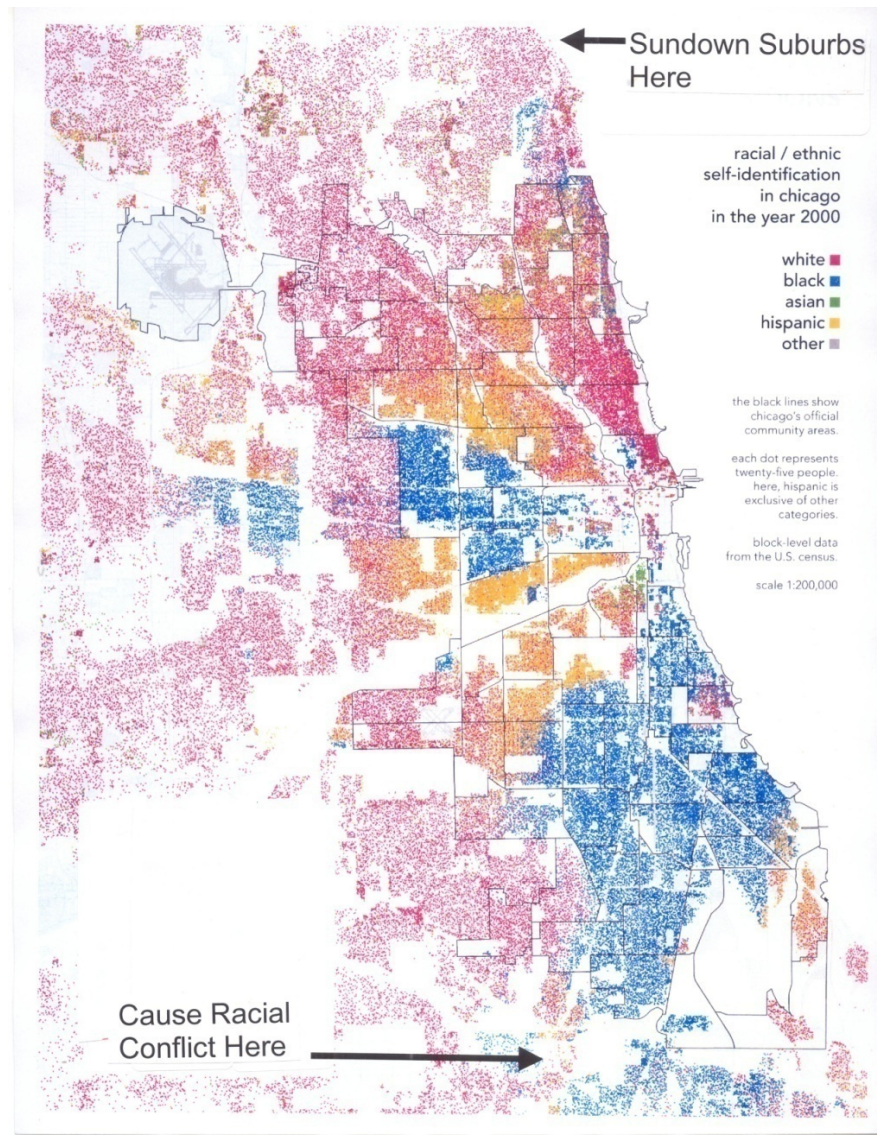 Sundown Suburbs
Here
racial / ethnic
self-identification
in chicago
in the year 2000
white
black
asian
hispanic
other
the black lines show
chicago's official
community areas.
each dot represents
twenty-five people.
here, hispanic is
exclusive of other
categories.
block-level data
from the U.S. census.
scale 1:200,000
Cause Racial
Conflict Here